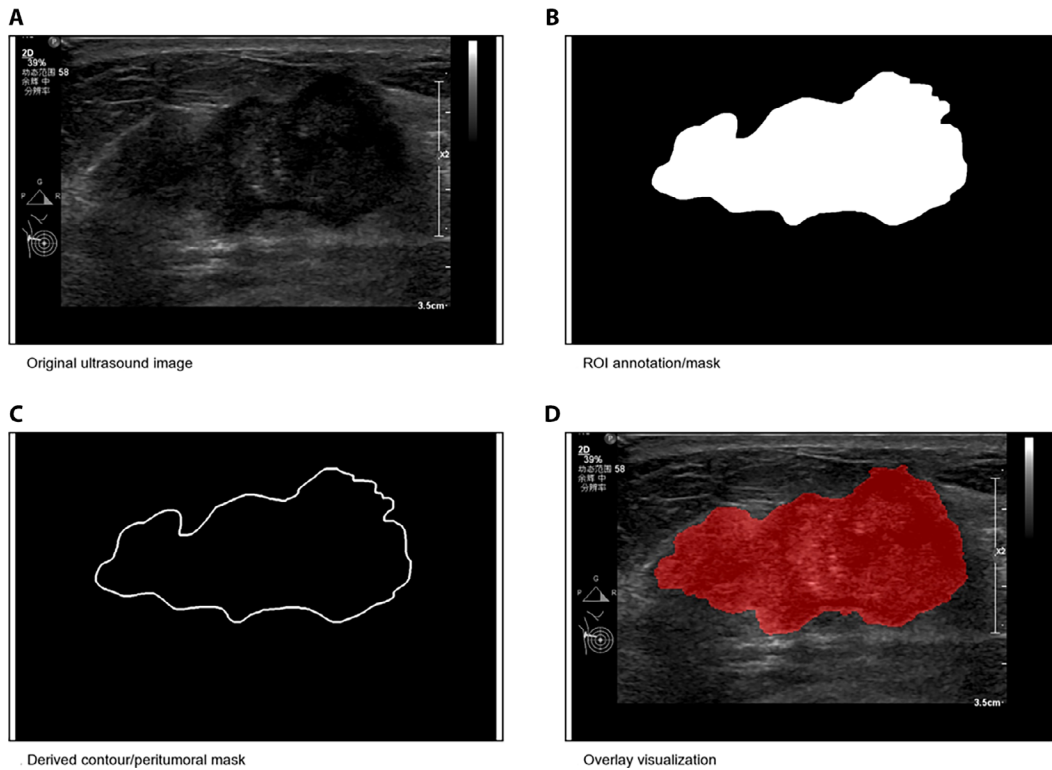 A
2D
39%
动态范围 58
余辉 中
分辨率
X2
G
P R
3.5cm
Original ultrasound image
B
ROI annotation/mask
C
. Derived contour/peritumoral mask
D
2D
39%
动态范围 58
余辉 中
分辨率
X2
G
P R
3.5cm
Overlay visualization